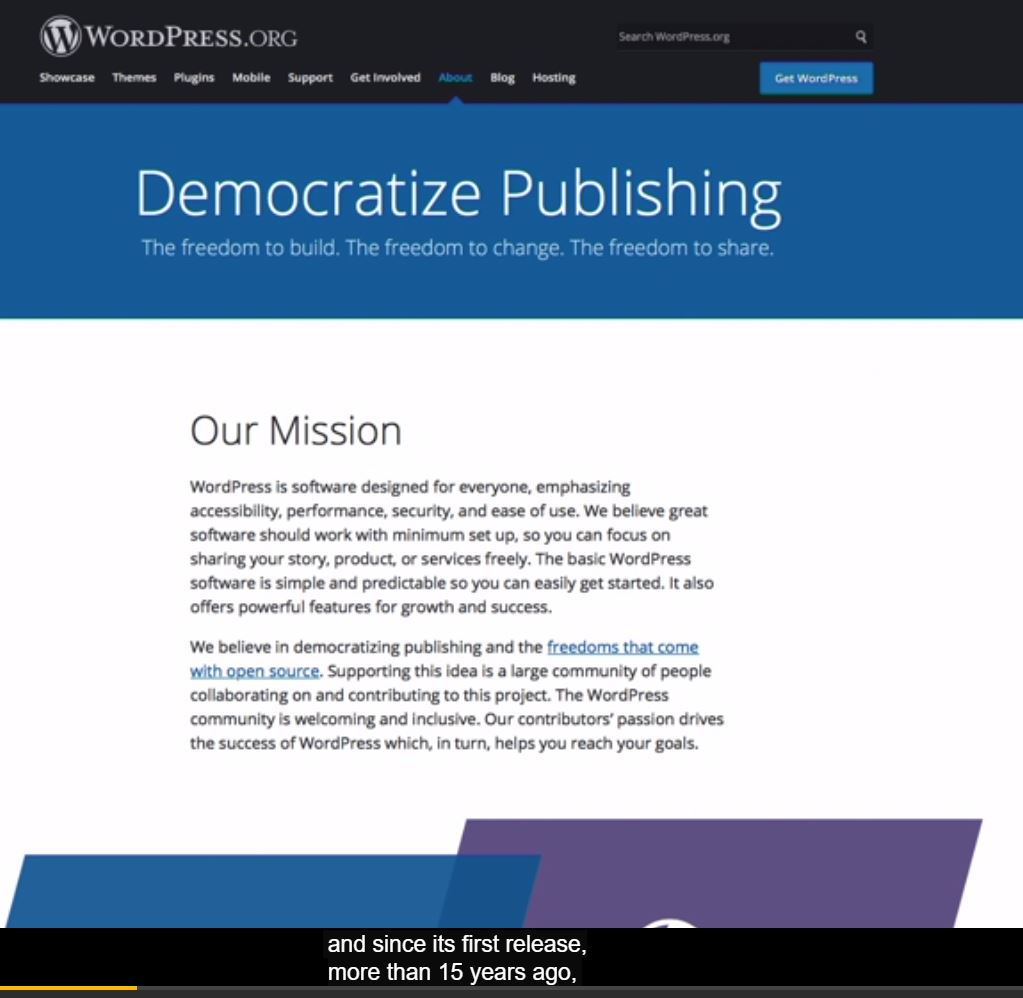 WORDPRESS.ORG
Search WordPress.org
Showcase Themes Plugins Mobile Support Get Involved About Blog Hosting
Get WordPress
Democratize Publishing
The freedom to build. The freedom to change. The freedom to share.
Our Mission
WordPress is software designed for everyone, emphasizing
accessibility, performance, security, and ease of use. We believe great
software should work with minimum set up, so you can focus on
sharing your story, product, or services freely. The basic WordPress
software is simple and predictable so you can easily get started. It also
offers powerful features for growth and success.
We believe in democratizing publishing and the freedoms that come
with open source. Supporting this idea is a large community of people
collaborating on and contributing to this project. The WordPress
community is welcoming and inclusive. Our contributors’ passion drives
the success of WordPress which, in turn, helps you reach your goals.
and since its first release,
more than 15 years ago,